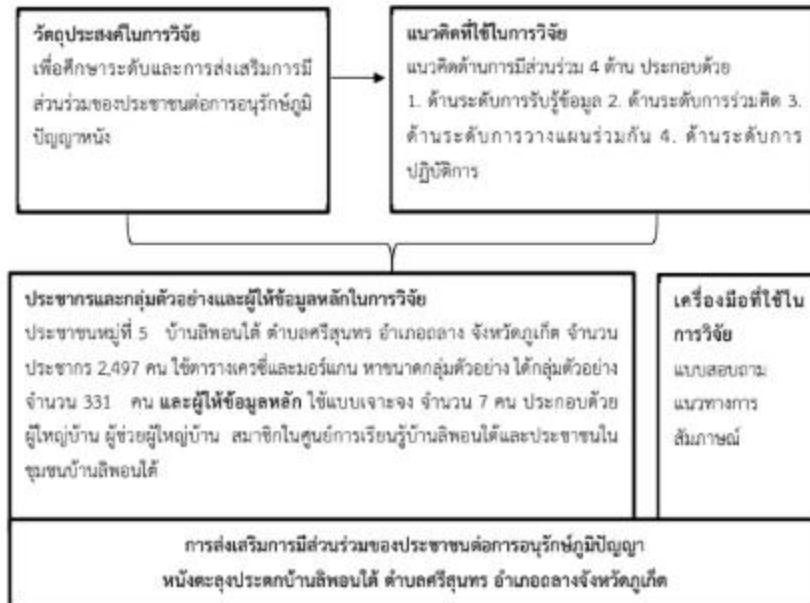 วัตถุประสงค์ในการวิจัย
เพื่อศึกษาระดับและการส่งเสริมการมี
ส่วนร่วมของประชาชนต่อการอนุรักษ์ภูมิ
ปัญญาหนัง
แนวคิดที่ใช้ในการวิจัย
แนวคิดด้านการมีส่วนร่วม 4 ด้าน ประกอบด้วย
1. ด้านระดับการรับรู้ข้อมูล 2. ด้านระดับการร่วมคิด 3.
ด้านระดับการวางแผนร่วมกัน 4. ด้านระดับการ
ปฏิบัติการ
ประชากรและกลุ่มตัวอย่างและผู้ให้ข้อมูลหลักในการวิจัย
ประชาชนหมู่ที่ 5 บ้านลิพอนใต้ ตำบลศรีสุนทร อำเภอถลาง จังหวัดภูเก็ต จำนวน
ประชากร 2,497 คน ใช้ตารางเครซี่และมอร์แกน หาขนาดกลุ่มตัวอย่าง ได้กลุ่มตัวอย่าง
จำนวน 331 คน และผู้ให้ข้อมูลหลัก ใช้แบบเจาะจง จำนวน 7 คน ประกอบด้วย
ผู้ใหญ่บ้าน ผู้ช่วยผู้ใหญ่บ้าน สมาชิกในศูนย์การเรียนรู้บ้านลิพอนใต้และประชาชนใน
ชุมชนบ้านลิพอนใต้
เครื่องมือที่ใช้ใน
การวิจัย
แบบสอบถาม
แนวทางการ
สัมภาษณ์
การส่งเสริมการมีส่วนร่วมของประชาชนต่อการอนุรักษ์ภูมิปัญญา
หนังตะลุงประดกบ้านลิพอนใต้ ตำบลศรีสุนทร อำเภอถลางจังหวัดภูเก็ต